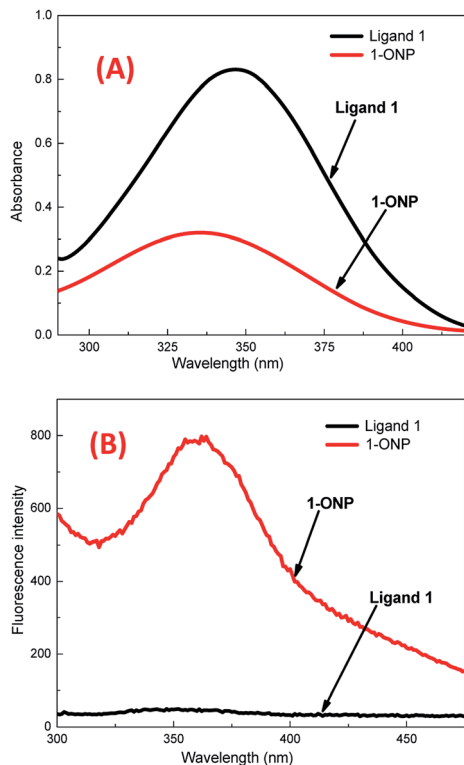 1.0
Ligand 1
1-ONP
(A)
0.8
Ligand 1
0.6
Absorbance
0.4
1-ONP
0.2
0.0
300 325 350 375 400
Wavelength (nm)
Ligand 1
1-ONP
800
(B)
600
1-ONP
Fluorescence intensity
400
Ligand 1
200
0
300 350 400 450
Wavelength (nm)